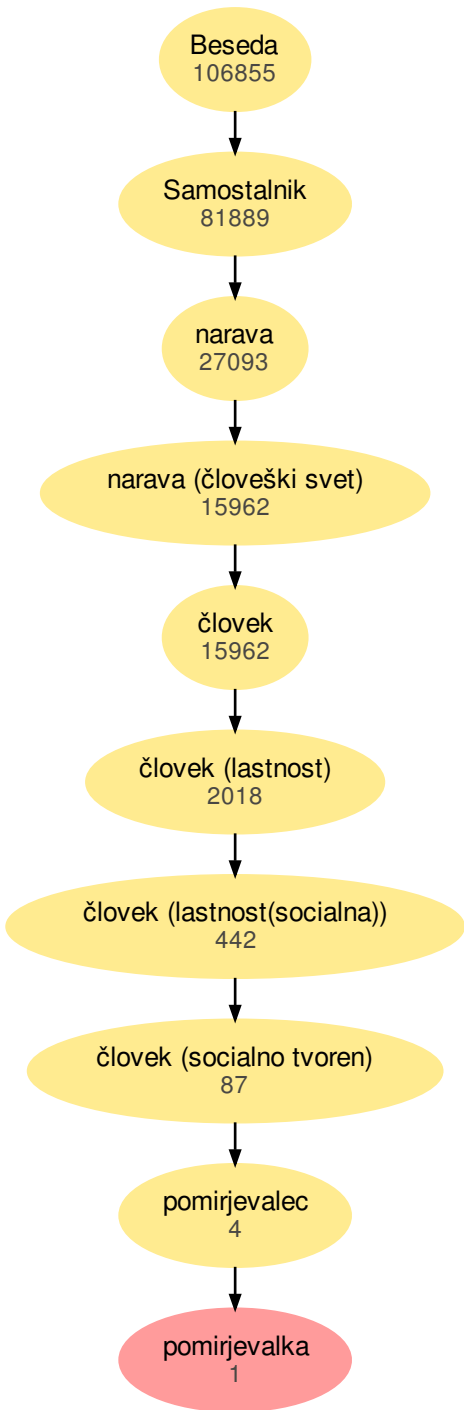 Beseda
106855
Samostalnik
81889
narava
27093
narava (človeški svet)
15962
človek
15962
človek (lastnost)
2018
človek (lastnost(socialna))
442
človek (socialno tvoren)
87
pomirjevalec
4
pomirjevalka
1